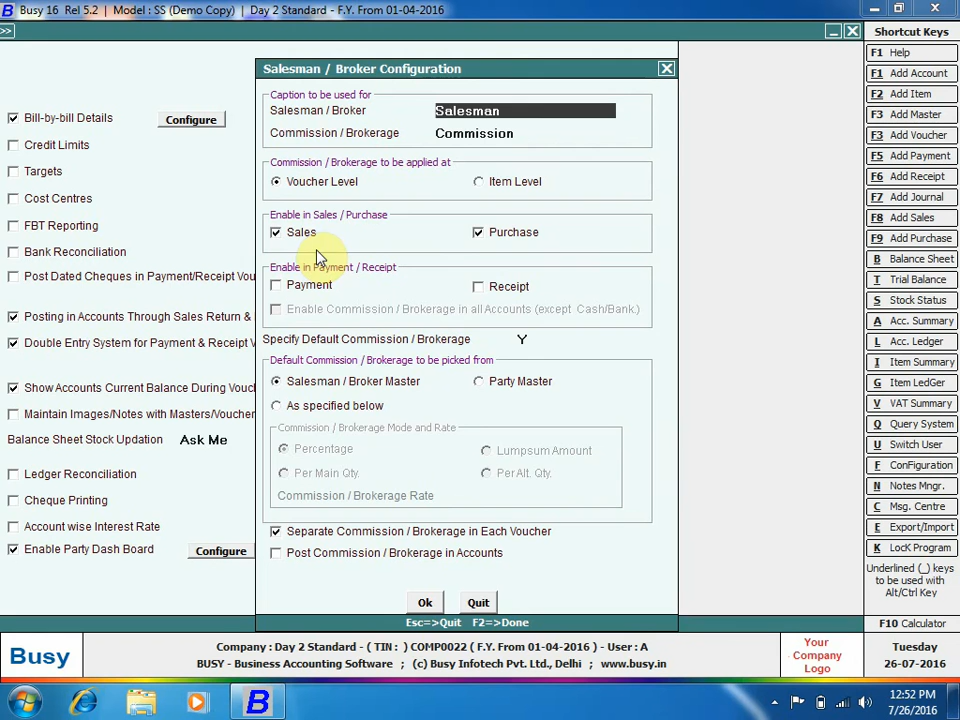 Busy 16 Rel 5.2 | Model : SS (Demo Copy) | Day 2 Standard - F.Y. From 01-04-2016
>>
Shortcut Keys
F1 Help
F1 Add Account
F2 Add Item
F3 Add Master
F3 Add Voucher
F5 Add Payment
F6 Add Receipt
F7 Add Journal
F8 Add Sales
F9 Add Purchase
B Balance Sheet
T Trial Balance
S Stock Status
A Acc. Summary
L Acc. Ledger
I Item Summary
G Item LedGer
V VAT Summary
Q Query System
U Switch User
F ConFiguration
N Notes Mngr.
C Msg. Centre
E Export/Import
K LocK Program
Underlined (_) keys
to be used with
Alt/Ctrl Key
F10 Calculator
Bill-by-bill Details Configure
Credit Limits
Targets
Cost Centres
FBT Reporting
Bank Reconciliation
Post Dated Cheques in Payment/Receipt Vou
Posting in Accounts Through Sales Return &
Double Entry System for Payment & Receipt V
Show Accounts Current Balance During Vouc
Maintain Images/Notes with Masters/Voucher
Balance Sheet Stock Updation Ask Me
Ledger Reconciliation
Cheque Printing
Account wise Interest Rate
Enable Party Dash Board Configure
Salesman / Broker Configuration
Caption to be used for
Salesman / Broker Salesman
Commission / Brokerage Commission
Commission / Brokerage to be applied at
Voucher Level Item Level
Enable in Sales / Purchase
Sales Purchase
Enable in Payment / Receipt
Payment Receipt
Enable Commission / Brokerage in all Accounts (except Cash/Bank.)
Specify Default Commission / Brokerage Y
Default Commission / Brokerage to be picked from
Salesman / Broker Master Party Master
As specified below
Commission / Brokerage Mode and Rate
Percentage Lumpsum Amount
Per Main Qty. Per Alt. Qty.
Commission / Brokerage Rate
Separate Commission / Brokerage in Each Voucher
Post Commission / Brokerage in Accounts
Ok Quit
Esc=>Quit F2=>Done
Busy
Company : Day 2 Standard - ( TIN : ) COMP0022 ( F.Y. From 01-04-2016 ) ; User : A
BUSY - Business Accounting Software ; (c) Busy Infotech Pvt. Ltd., Delhi ; www.busy.in
Your
Company
Logo
Tuesday
26-07-2016
B
12:52 PM
7/26/2016